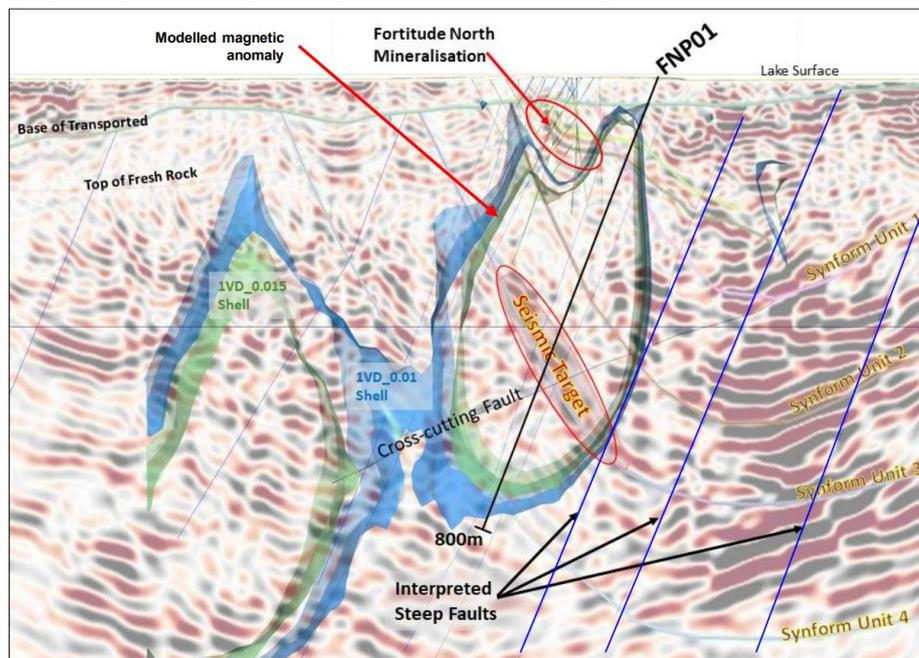 Modelled magnetic
anomaly
Fortitude North
Mineralisation
FNP01
Lake Surface
Base of Transported
Top of Fresh Rock
Synform Unit 1
1VD_0.015
Shell
Seismic Target
1VD_0.01
Shell
Synform Unit 2
Cross-cutting Fault
Synform Unit 3
800m
Interpreted
Steep Faults
Synform Unit 4